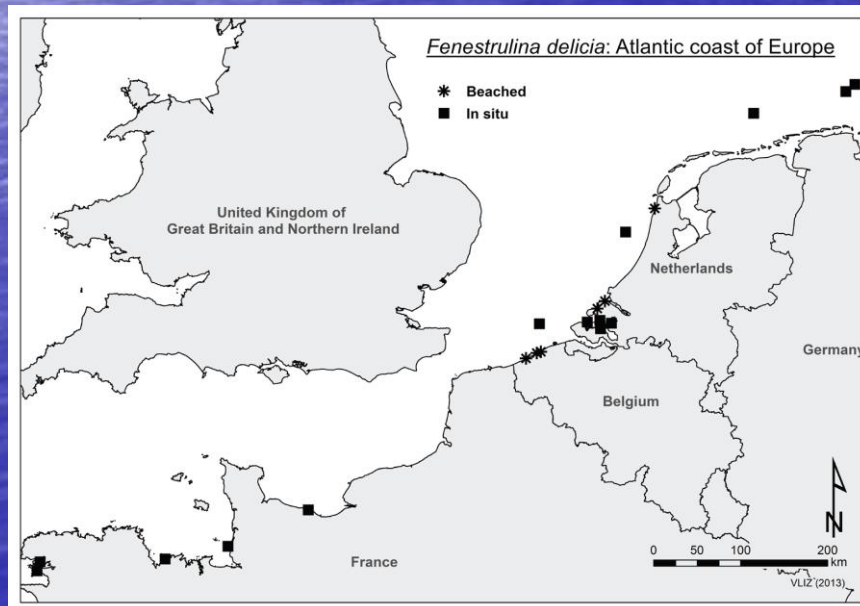 Fenestrulina delicia: Atlantic coast of Europe
Beached
In situ
United Kingdom of
Great Britain and Northern Ireland
Netherlands
Germany
Belgium
France
N
0 50 100 200
km
VLIZ (2013)